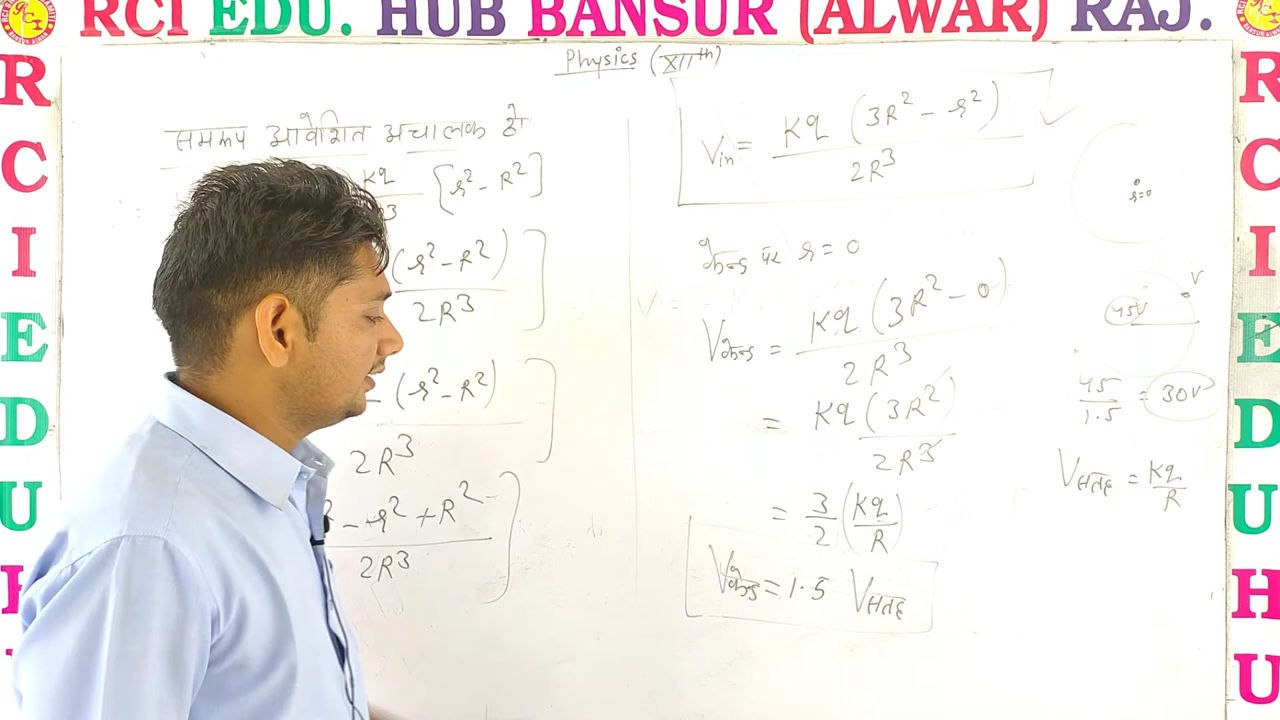 RCI EDU. HUB BANSUR (ALWAR) RAJ.
RCIEDUHU
Physics (XIIth)
समरूप आवेशित अचालक हो
Kq [r² - R²]
(r² - R²)
2R³
- (r² - R²)
2R³
- r² + R²
2R³
Vin = Kq (3R² - r²) / 2R³
केन्द्र पर r = 0
Vकेन्द्र = Kq (3R² - 0) / 2R³
= Kq (3R²) / 2R³
= 3/2 (Kq/R)
Vकेन्द्र = 1.5 Vसतह
r=0
V
45V
45/1.5 = 30V
Vसतह = Kq/R
RCIEDUHU